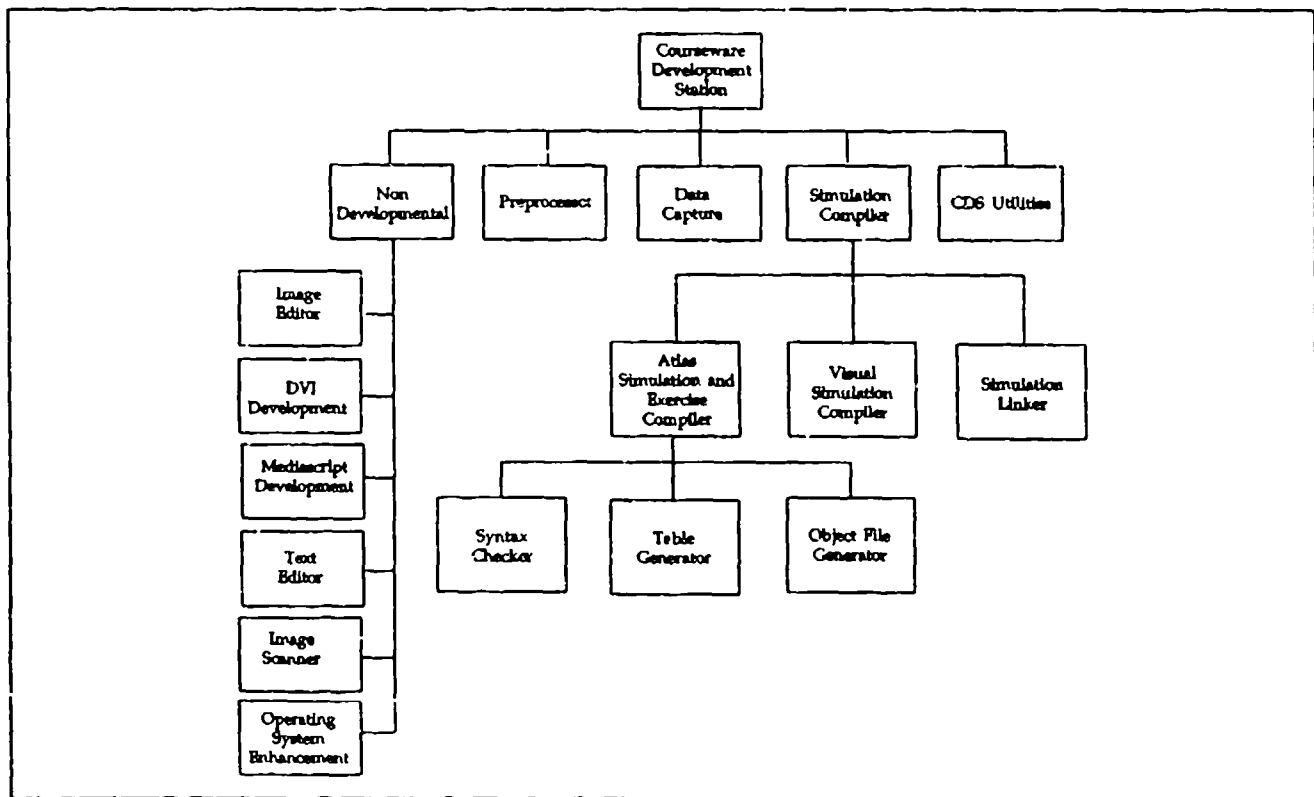 Courseware
Development
Station
Non
Developmental
Preprocessor
Data
Capture
Simulation
Compiler
CDS Utilities
Image
Editor
DVI
Development
Mediascript
Development
Text
Editor
Image
Scanner
Operating
System
Enhancement
Atlas
Simulation and
Exercise
Compiler
Visual
Simulation
Compiler
Simulation
Linker
Syntax
Checker
Table
Generator
Object File
Generator